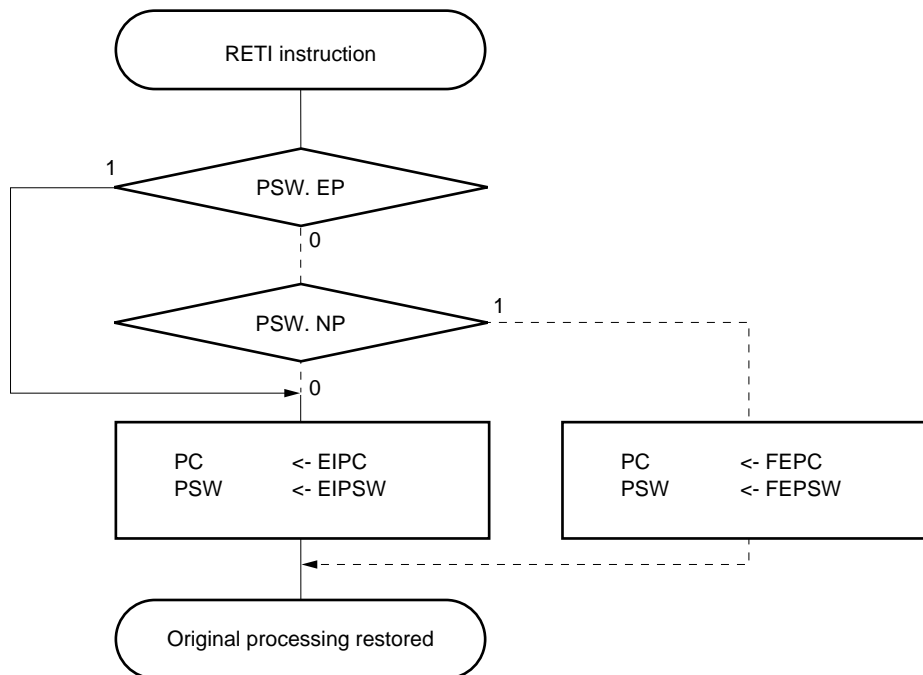 RETI instruction
1
PSW. EP
0
PSW. NP
1
0
PC <- EIPC
PSW <- EIPSW
PC <- FEPC
PSW <- FEPSW
Original processing restored